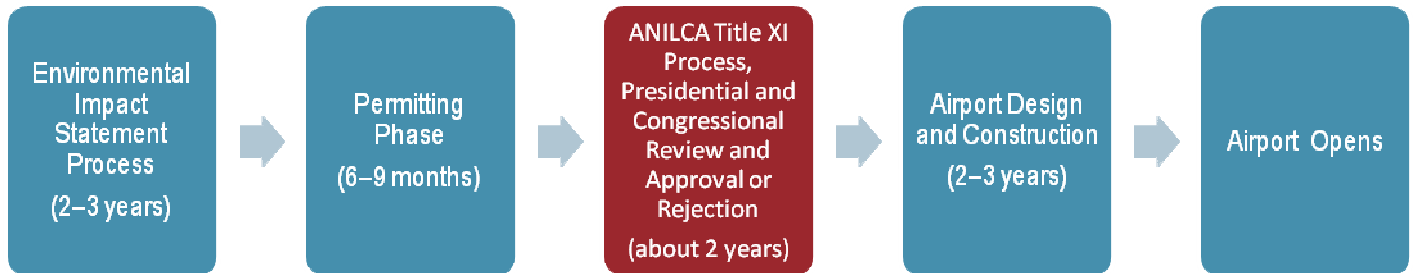 Environmental
Impact
Statement
Process
(2–3 years)
Permitting
Phase
(6–9 months)
ANILCA Title XI
Process,
Presidential and
Congressional
Review and
Approval or
Rejection
(about 2 years)
Airport Design
and Construction
(2–3 years)
Airport Opens